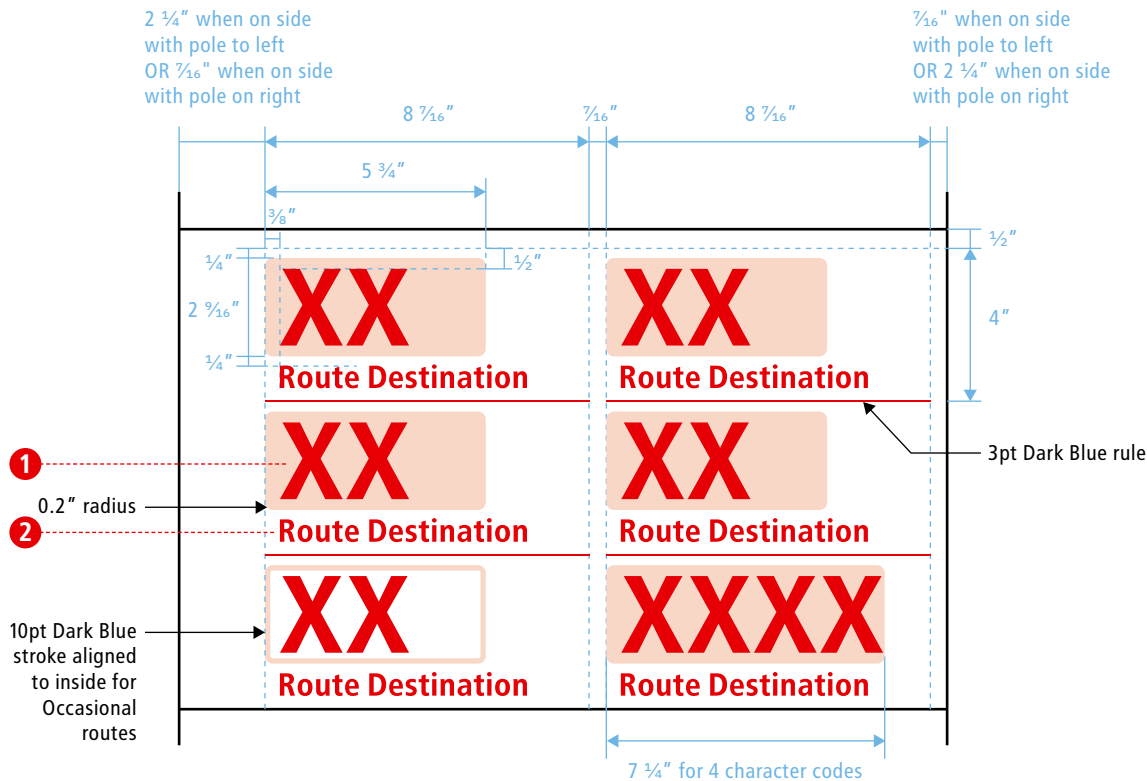 2 ¼” when on side
with pole to left
OR ⁷⁄₁₆" when on side
with pole on right
⁷⁄₁₆" when on side
with pole to left
OR 2 ¼” when on side
with pole on right
8 ⁷⁄₁₆”
⁷⁄₁₆”
8 ⁷⁄₁₆”
5 ¾”
⅜”
½”
¼”
½”
2 ⁹⁄₁₆”
4”
¼”
XX
XX
Route Destination
Route Destination
3pt Dark Blue rule
1
XX
XX
0.2” radius
2
Route Destination
Route Destination
10pt Dark Blue
stroke aligned
to inside for
Occasional
routes
XX
XXXX
Route Destination
Route Destination
7 ¼” for 4 character codes